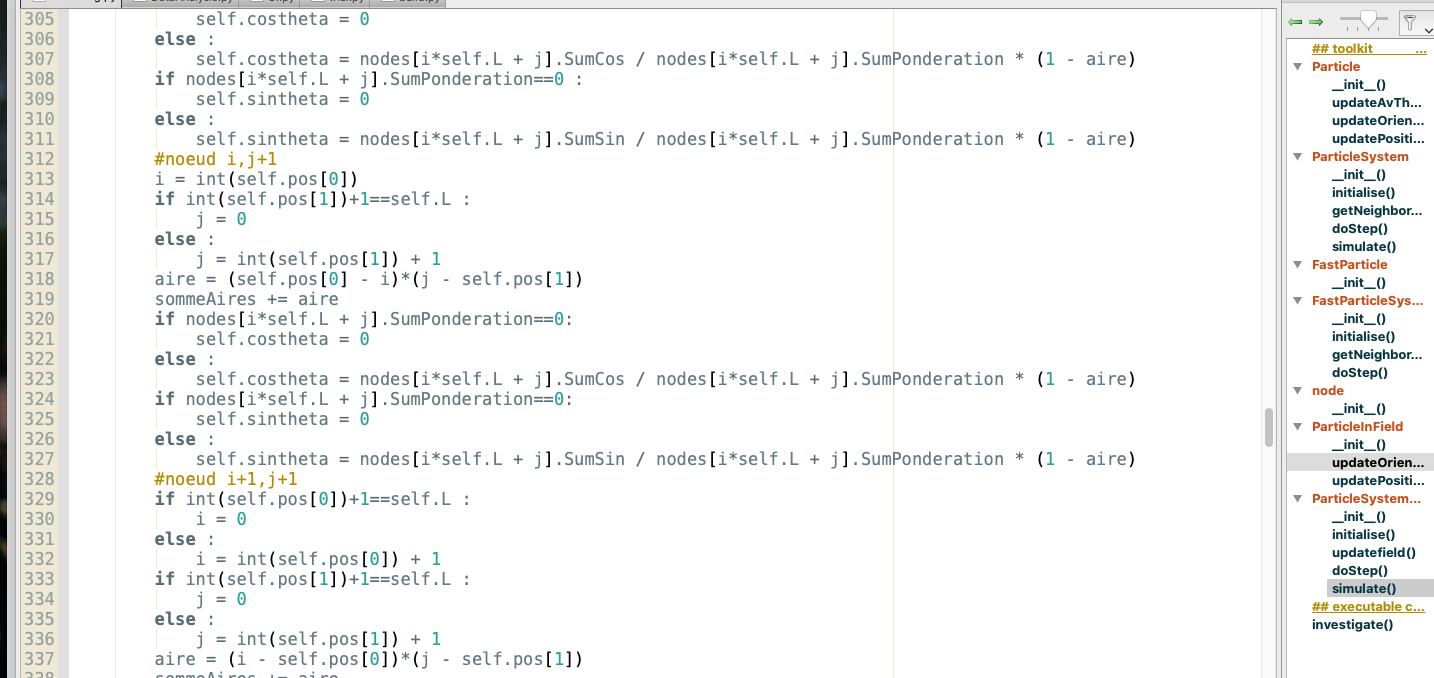 305 self.costheta = 0
306 else :
307 self.costheta = nodes[i*self.L + j].SumCos / nodes[i*self.L + j].SumPonderation * (1 - aire)
308 if nodes[i*self.L + j].SumPonderation==0 :
309 self.sintheta = 0
310 else :
311 self.sintheta = nodes[i*self.L + j].SumSin / nodes[i*self.L + j].SumPonderation * (1 - aire)
312 #noeud i,j+1
313 i = int(self.pos[0])
314 if int(self.pos[1])+1==self.L :
315 j = 0
316 else :
317 j = int(self.pos[1]) + 1
318 aire = (self.pos[0] - i)*(j - self.pos[1])
319 sommeAires += aire
320 if nodes[i*self.L + j].SumPonderation==0:
321 self.costheta = 0
322 else :
323 self.costheta = nodes[i*self.L + j].SumCos / nodes[i*self.L + j].SumPonderation * (1 - aire)
324 if nodes[i*self.L + j].SumPonderation==0:
325 self.sintheta = 0
326 else :
327 self.sintheta = nodes[i*self.L + j].SumSin / nodes[i*self.L + j].SumPonderation * (1 - aire)
328 #noeud i+1,j+1
329 if int(self.pos[0])+1==self.L :
330 i = 0
331 else :
332 i = int(self.pos[0]) + 1
333 if int(self.pos[1])+1==self.L :
334 j = 0
335 else :
336 j = int(self.pos[1]) + 1
337 aire = (i - self.pos[0])*(j - self.pos[1])
338 sommeAires += aire
## toolkit ...
Particle
__init__()
updateAvTh...
updateOrien...
updatePositi...
ParticleSystem
__init__()
initialise()
getNeighbor...
doStep()
simulate()
FastParticle
__init__()
FastParticleSys...
__init__()
initialise()
getNeighbor...
doStep()
node
__init__()
ParticleInField
__init__()
updateOrien...
updatePositi...
ParticleSystem...
__init__()
initialise()
updatefield()
doStep()
simulate()
## executable c...
investigate()